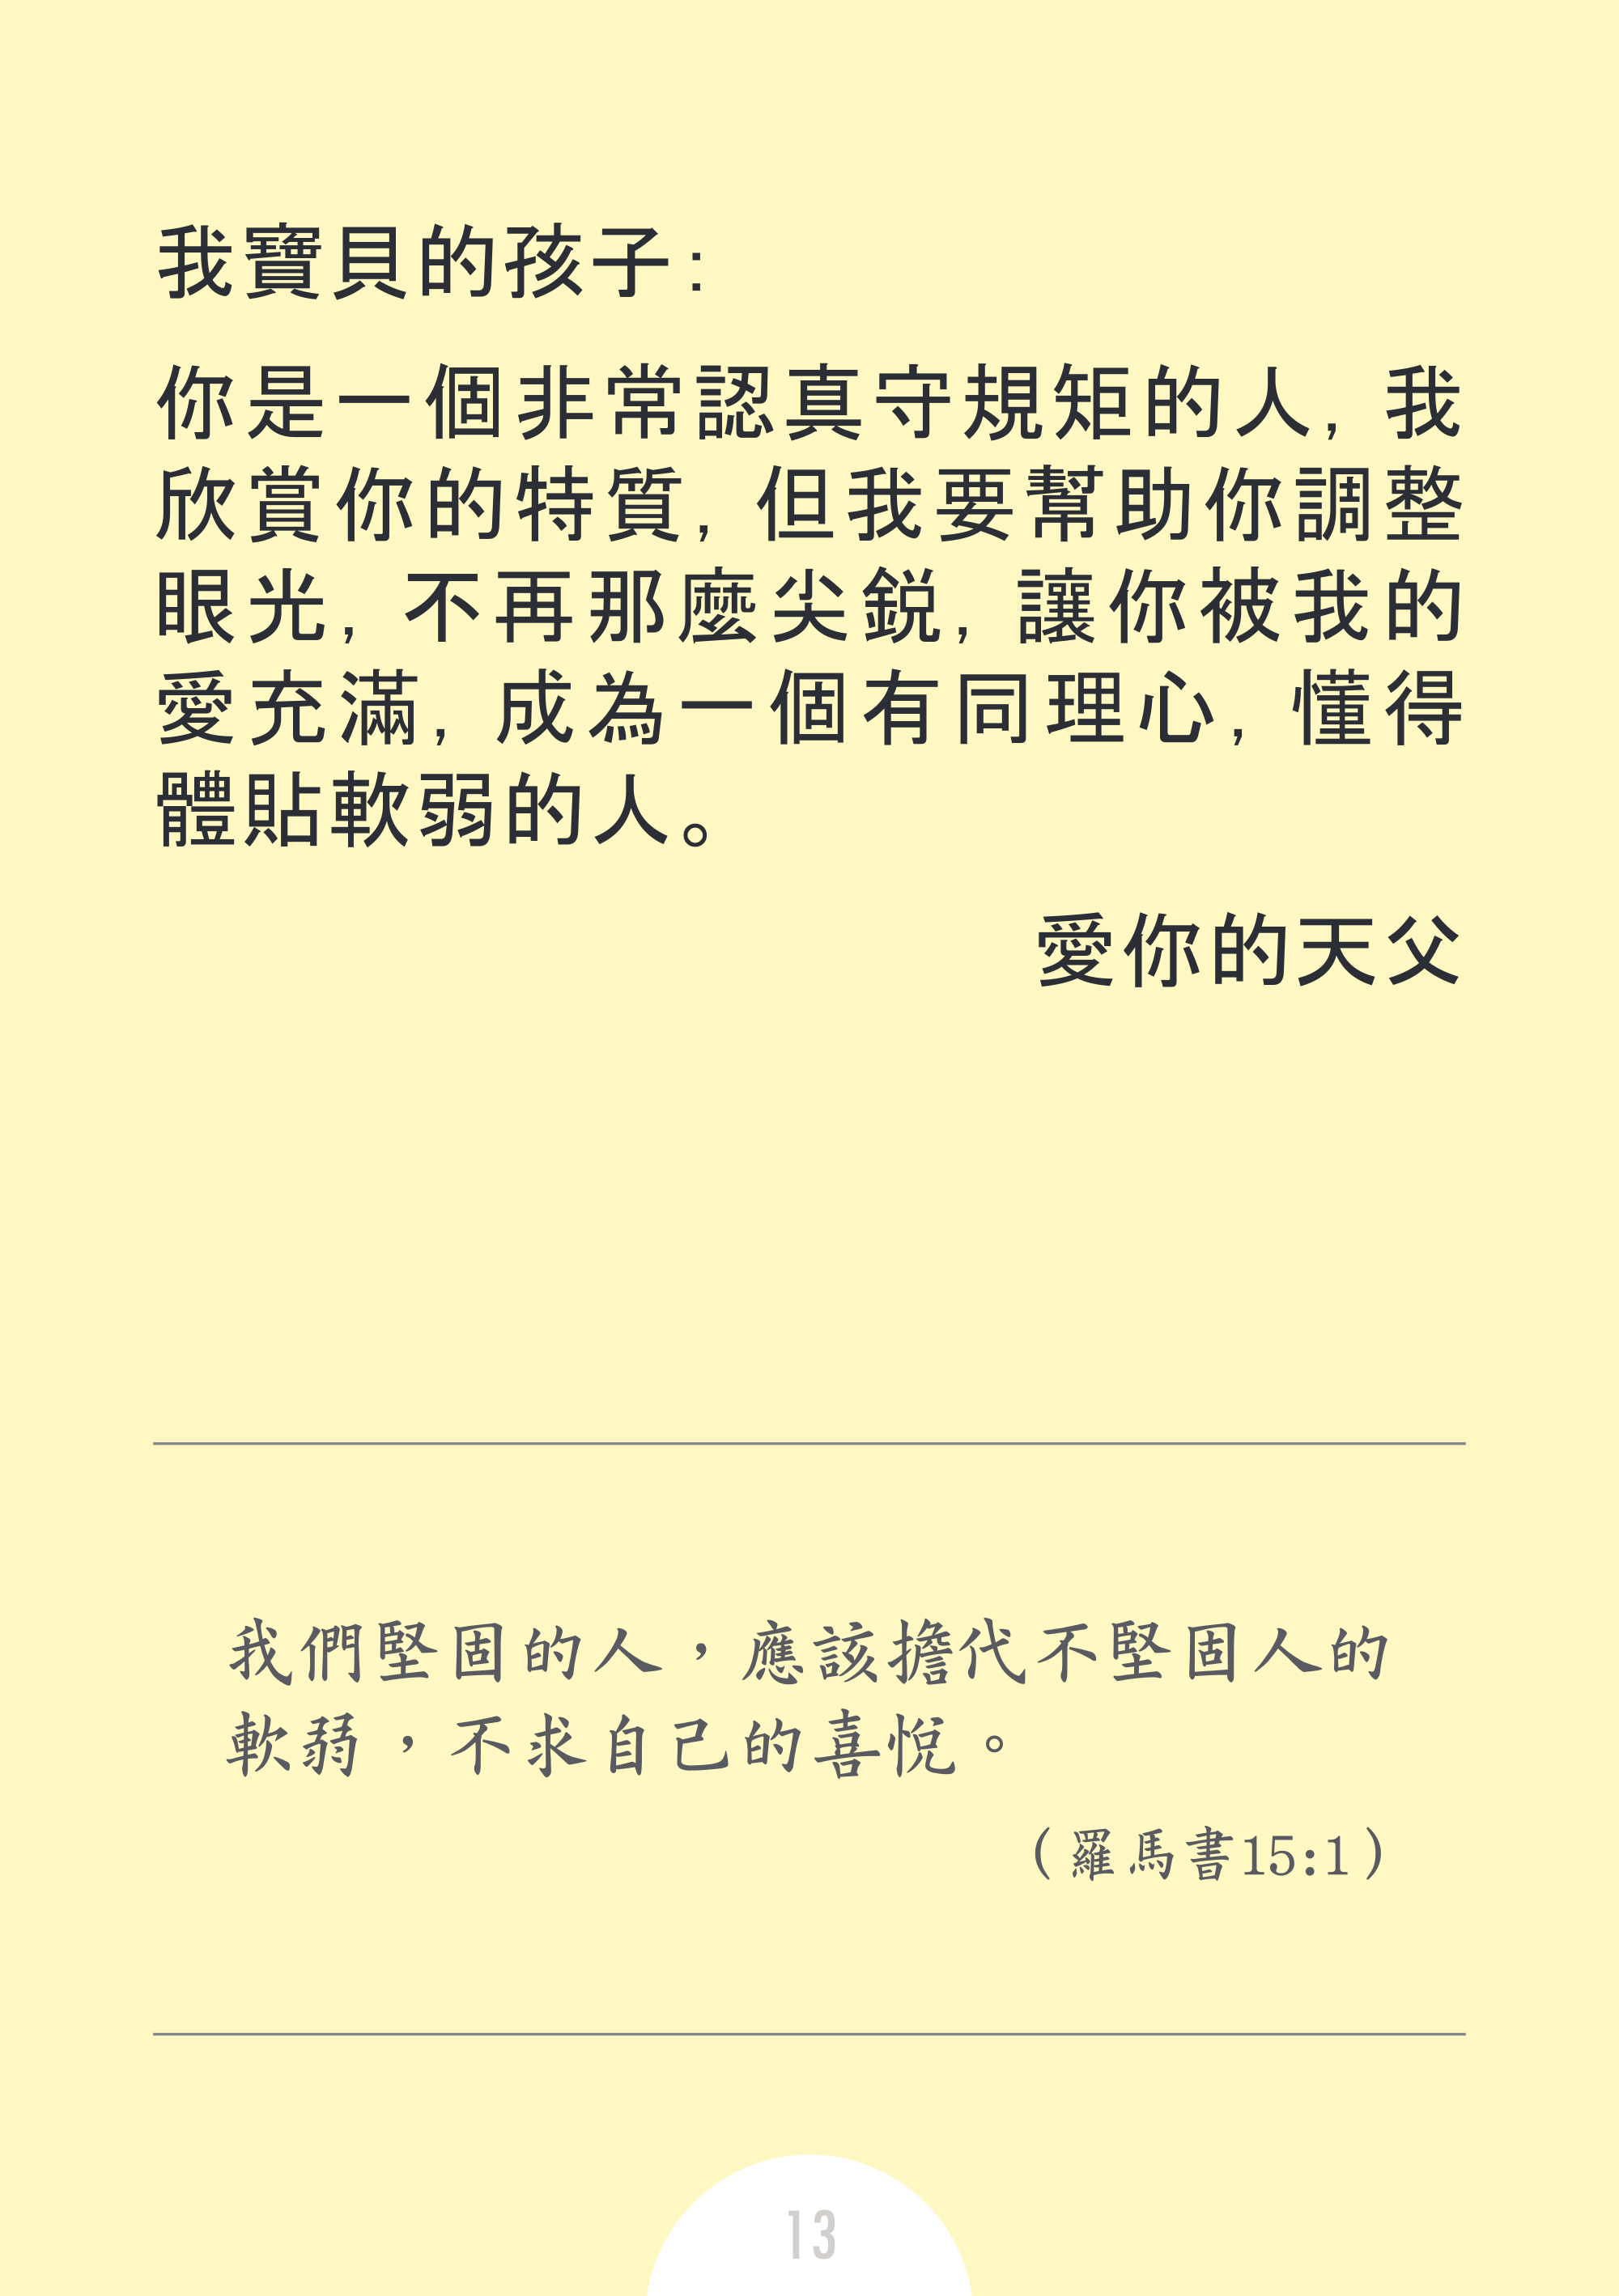 我寶貝的孩子：
你是一個非常認真守規矩的人，我
欣賞你的特質，但我要幫助你調整
眼光，不再那麼尖銳，讓你被我的
愛充滿，成為一個有同理心，懂得
體貼軟弱的人。
愛你的天父
我們堅固的人，應該擔代不堅固人的
軟弱，不求自己的喜悅。
（羅馬書15:1）
13